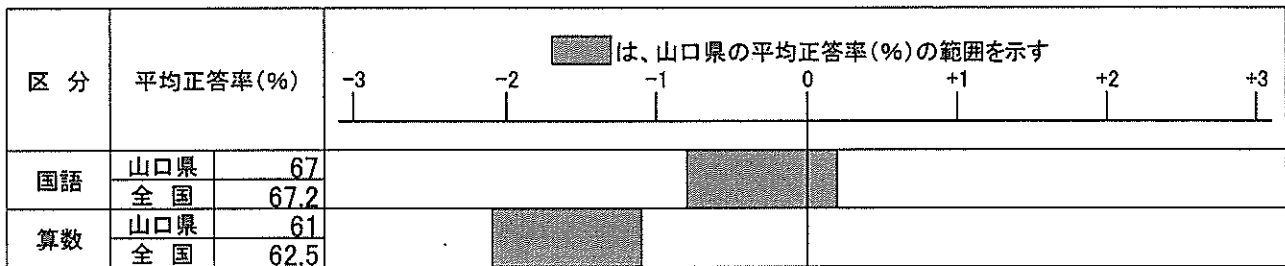 は、山口県の平均正答率(%)の範囲を示す
区 分 平均正答率(%) -3 -2 -1 0 +1 +2 +3
国語 山口県 67
全 国 67.2
算数 山口県 61
全 国 62.5